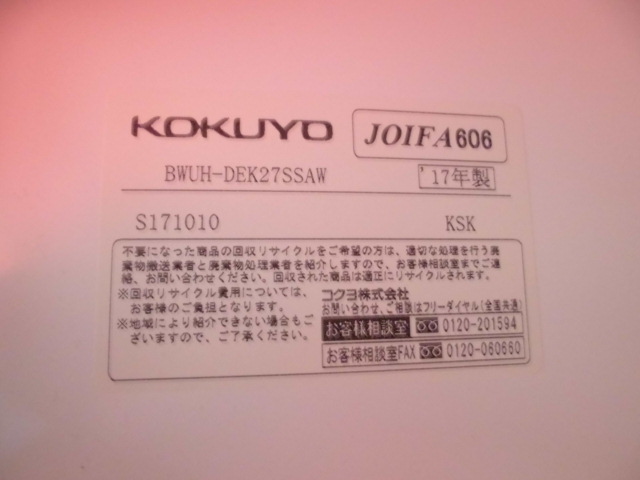 KOKUYO
JOIFA606
BWUH-DEK27SSAW
'17年製
S171010
KSK
不要になった商品の回収リサイクルをご希望の方は、適切な処理を行う廃
棄物搬送業者と廃棄物処理業者を紹介しますので、お客様相談室までご連
絡、お問い合わせください。回収された商品は適正にリサイクルされます。
※回収リサイクル費用については、
お客様のご負担となります。
※地域により紹介できない場合もご
ざいますので、ご了承ください。
コクヨ株式会社
お問い合わせ、ご相談はフリーダイヤル(全国共通)
お客様相談室 0120-201594
お客様相談室FAX 0120-060660